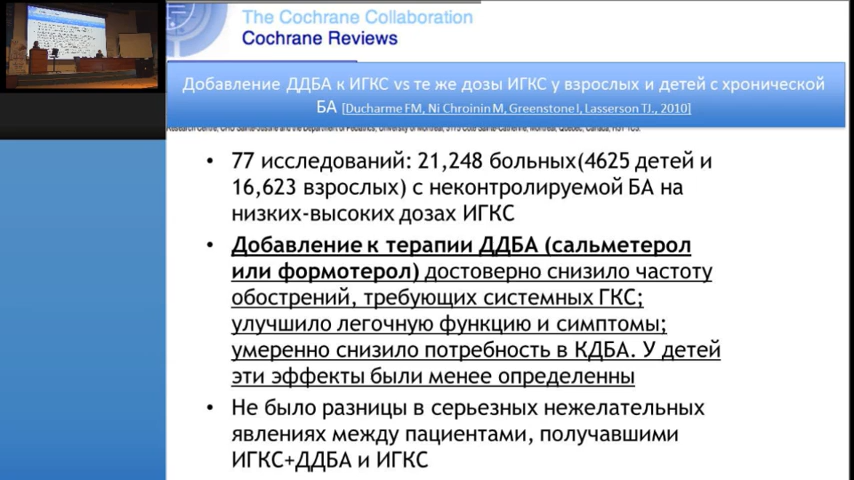 The Cochrane Collaboration
Cochrane Reviews
Добавление ДДБА к ИГКС vs те же дозы ИГКС у взрослых и детей с хронической
БА [Ducharme FM, Ni Chroinin M, Greenstone I, Lasserson TJ., 2010]
• 77 исследований: 21,248 больных(4625 детей и
16,623 взрослых) с неконтролируемой БА на
низких-высоких дозах ИГКС
• Добавление к терапии ДДБА (сальметерол
или формотерол) достоверно снизило частоту
обострений, требующих системных ГКС;
улучшило легочную функцию и симптомы;
умеренно снизило потребность в КДБА. У детей
эти эффекты были менее определенны
• Не было разницы в серьезных нежелательных
явлениях между пациентами, получавшими
ИГКС+ДДБА и ИГКС